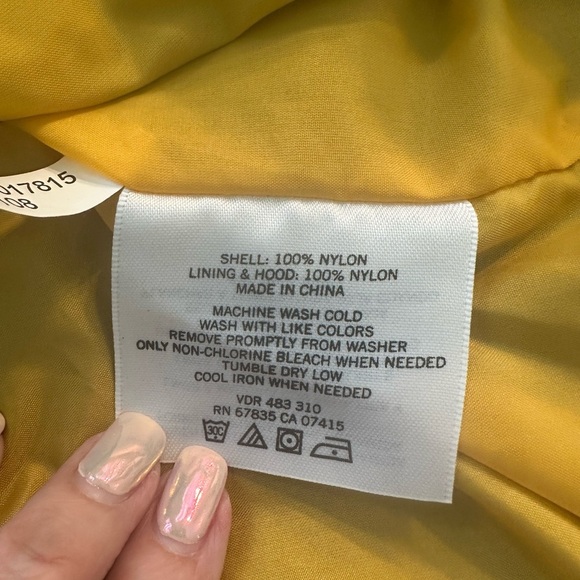 017815
108
SHELL: 100% NYLON
LINING & HOOD: 100% NYLON
MADE IN CHINA
MACHINE WASH COLD
WASH WITH LIKE COLORS
REMOVE PROMPTLY FROM WASHER
ONLY NON-CHLORINE BLEACH WHEN NEEDED
TUMBLE DRY LOW
COOL IRON WHEN NEEDED
VDR 483 310
RN 67835 CA 07415
30C